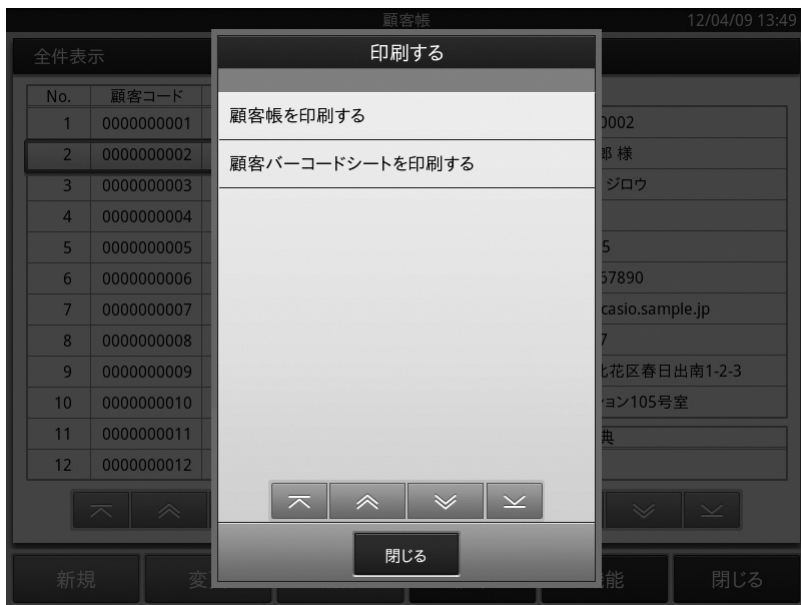 顧客帳
12/04/09 13:49
全件表示
印刷する
顧客帳を印刷する
顧客バーコードシートを印刷する
No. 顧客コード
1 0000000001
2 0000000002
3 0000000003
4 0000000004
5 0000000005
6 0000000006
7 0000000007
8 0000000008
9 0000000009
10 0000000010
11 0000000011
12 0000000012
0002
郎 様
ジロウ
5
67890
casio.sample.jp
7
花区春日出南1-2-3
ョン105号室
典
閉じる
新規
変
能
閉じる